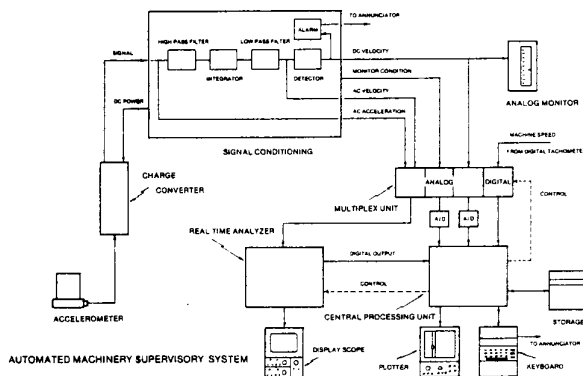 TO ANNUNCIATOR
ALARM
HIGH PASS FILTER
LOW PASS FILTER
SIGNAL
DC VELOCITY
INTEGRATOR
DETECTOR
MONITOR CONDITION
DC POWER
AC VELOCITY
ANALOG MONITOR
AC ACCELERATION
SIGNAL CONDITIONING
MACHINE SPEED
FROM DIGITAL TACHOMETER
CHARGE
CONVERTER
ANALOG
DIGITAL
MULTIPLEX UNIT
CONTROL
A/D
A/D
REAL TIME ANALYZER
DIGITAL OUTPUT
CONTROL
CENTRAL PROCESSING UNIT
ACCELEROMETER
STORAGE
DISPLAY SCOPE
PLOTTER
TO ANNUNCIATOR
KEYBOARD
AUTOMATED MACHINERY SUPERVISORY SYSTEM